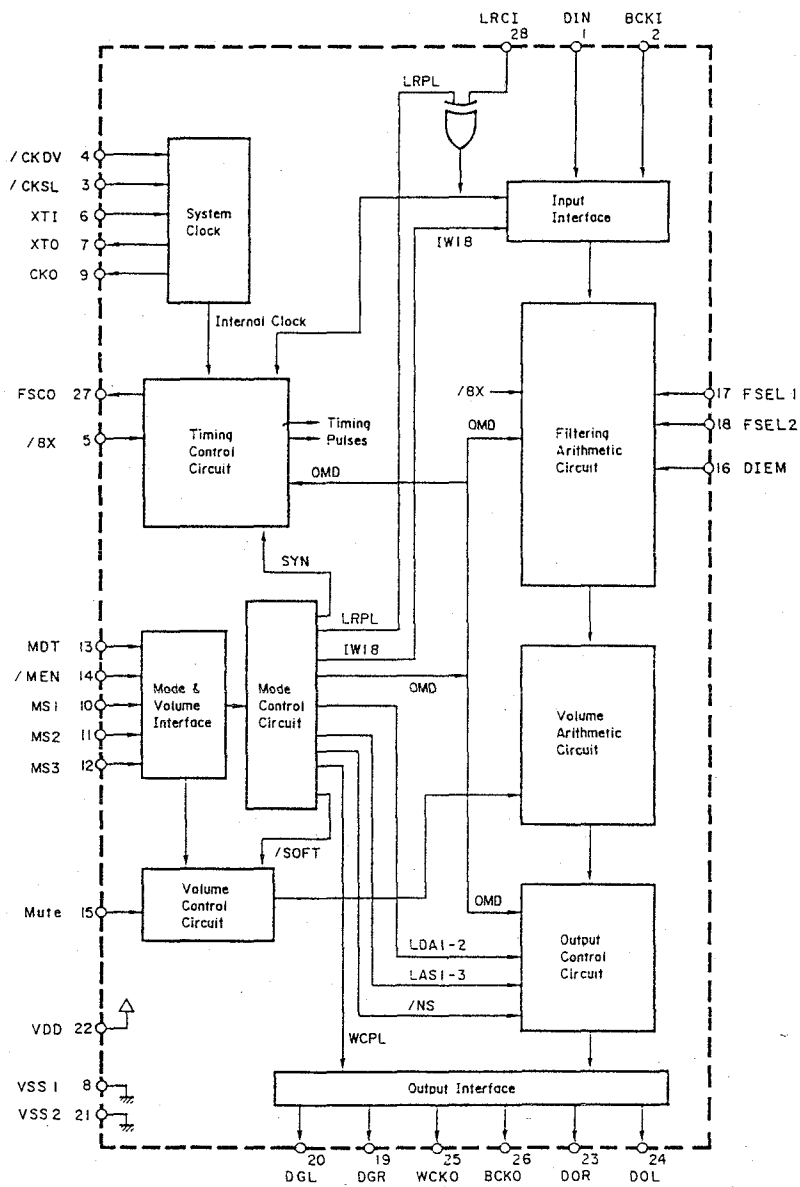 LRCI DIN BCKI
28 1 2
LRPL
/CKDV 4
/CKSL 3
XTI 6
XTO 7
CKO 9
System
Clock
Input
Interface
IW18
Internal Clock
FSCO 27
/8X 5
Timing
Control
Circuit
Timing
Pulses
OMD
/8X
OMD
Filtering
Arithmetic
Circuit
17 FSEL1
18 FSEL2
16 DIEM
SYN
LRPL
IW18
OMD
MDT 13
/MEN 14
MS1 10
MS2 11
MS3 12
Mode &
Volume
Interface
Mode
Control
Circuit
Volume
Arithmetic
Circuit
/SOFT
Mute 15
Volume
Control
Circuit
OMD
LDA1-2
LAS1-3
/NS
WCPL
Output
Control
Circuit
VDD 22
VSS1 8
VSS2 21
Output Interface
20 19 25 26 23 24
DGL DGR WCKO BCKO DOR DOL